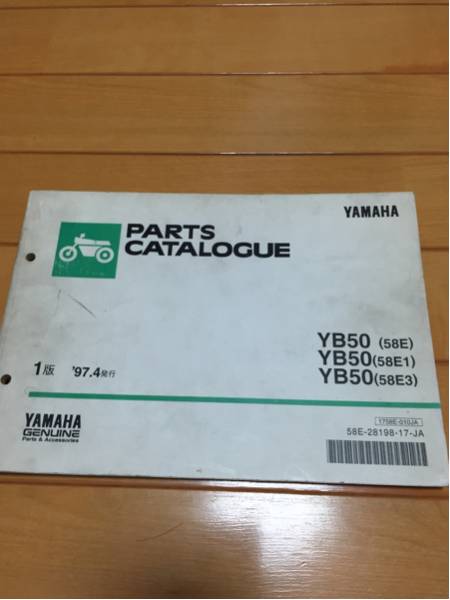 YAMAHA
PARTS
CATALOGUE
YB50 (58E)
YB50 (58E1)
YB50 (58E3)
1版 '97.4発行
YAMAHA
GENUINE
Parts & Accessories
1758E-010JA
58E-28198-17-JA